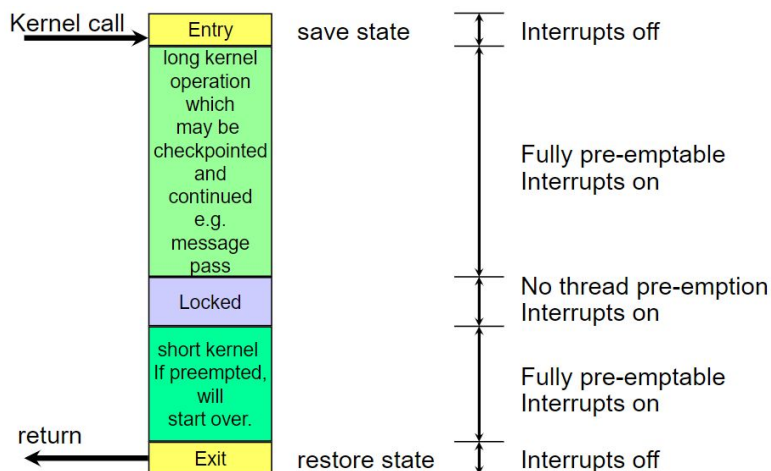 Kernel call
Entry
save state
Interrupts off
long kernel
operation
which
may be
checkpointed
and
continued
e.g.
message
pass
Fully pre-emptable
Interrupts on
Locked
No thread pre-emption
Interrupts on
short kernel
If preempted,
will
start over.
Fully pre-emptable
Interrupts on
return
Exit
restore state
Interrupts off